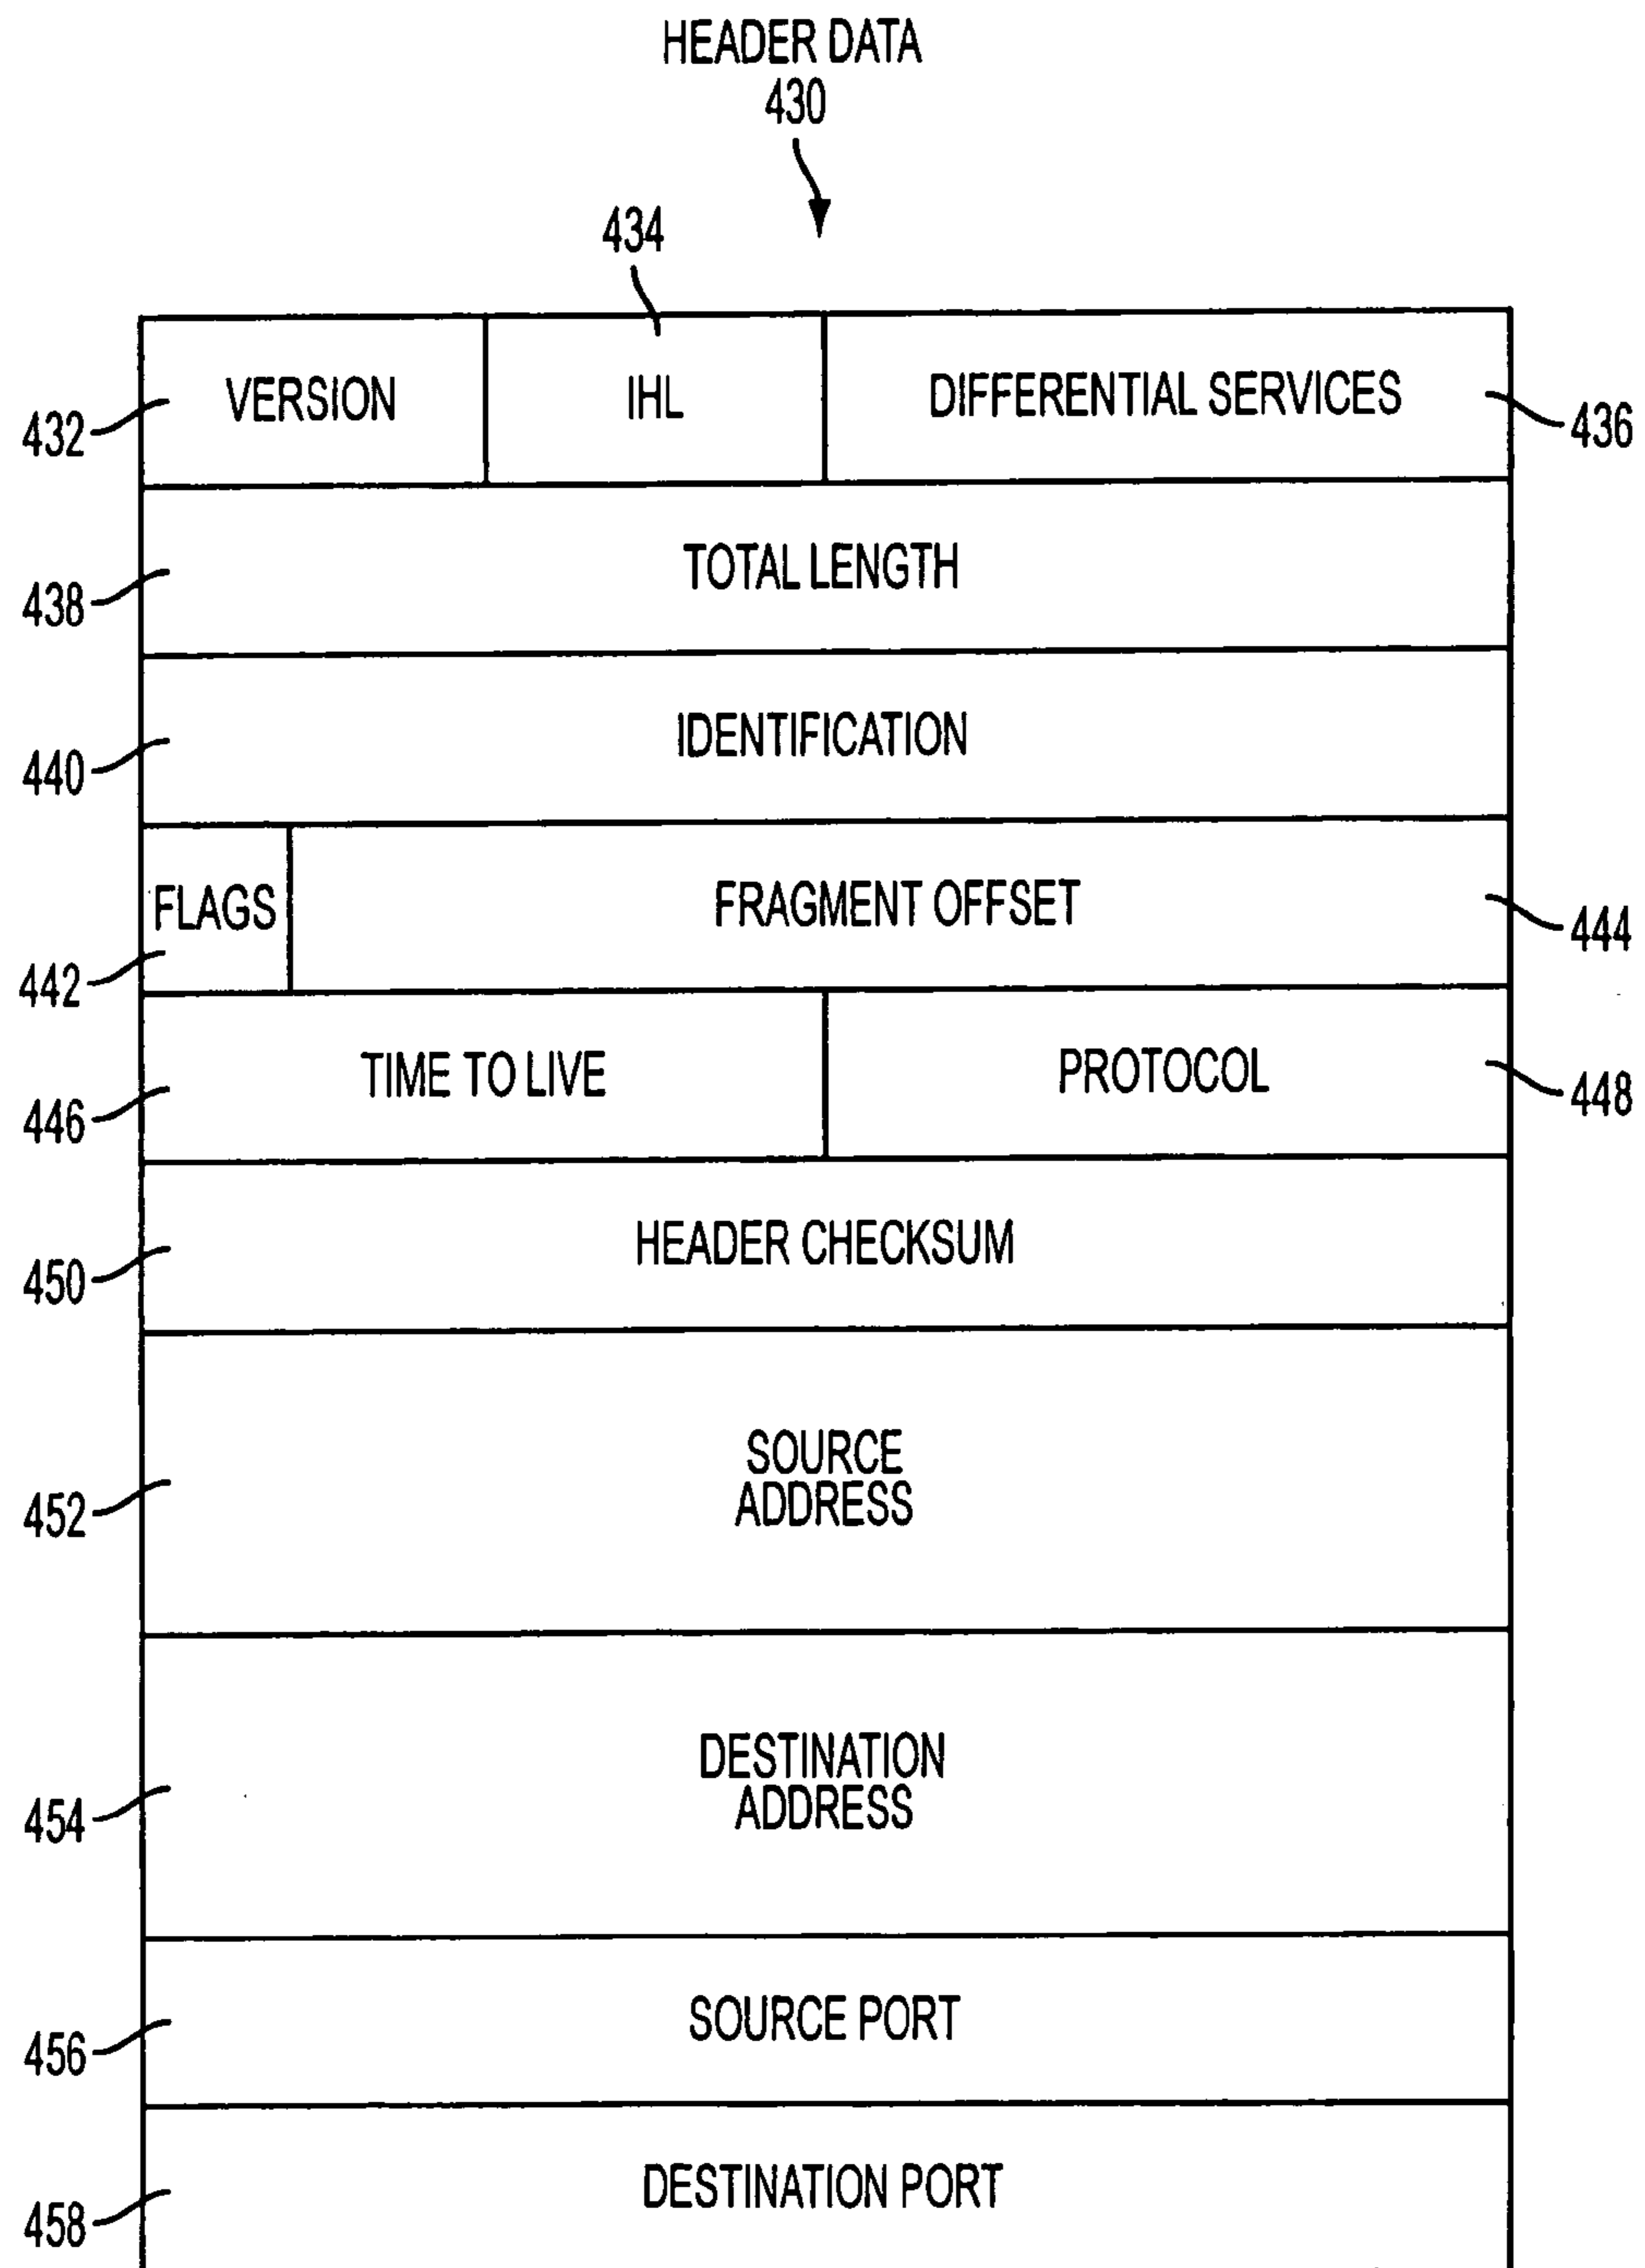 HEADER DATA
430
434
VERSION
IHL
DIFFERENTIAL SERVICES
432
436
TOTAL LENGTH
438
IDENTIFICATION
440
FLAGS
FRAGMENT OFFSET
442
444
TIME TO LIVE
PROTOCOL
446
448
HEADER CHECKSUM
450
SOURCE
ADDRESS
452
DESTINATION
ADDRESS
454
SOURCE PORT
456
DESTINATION PORT
458